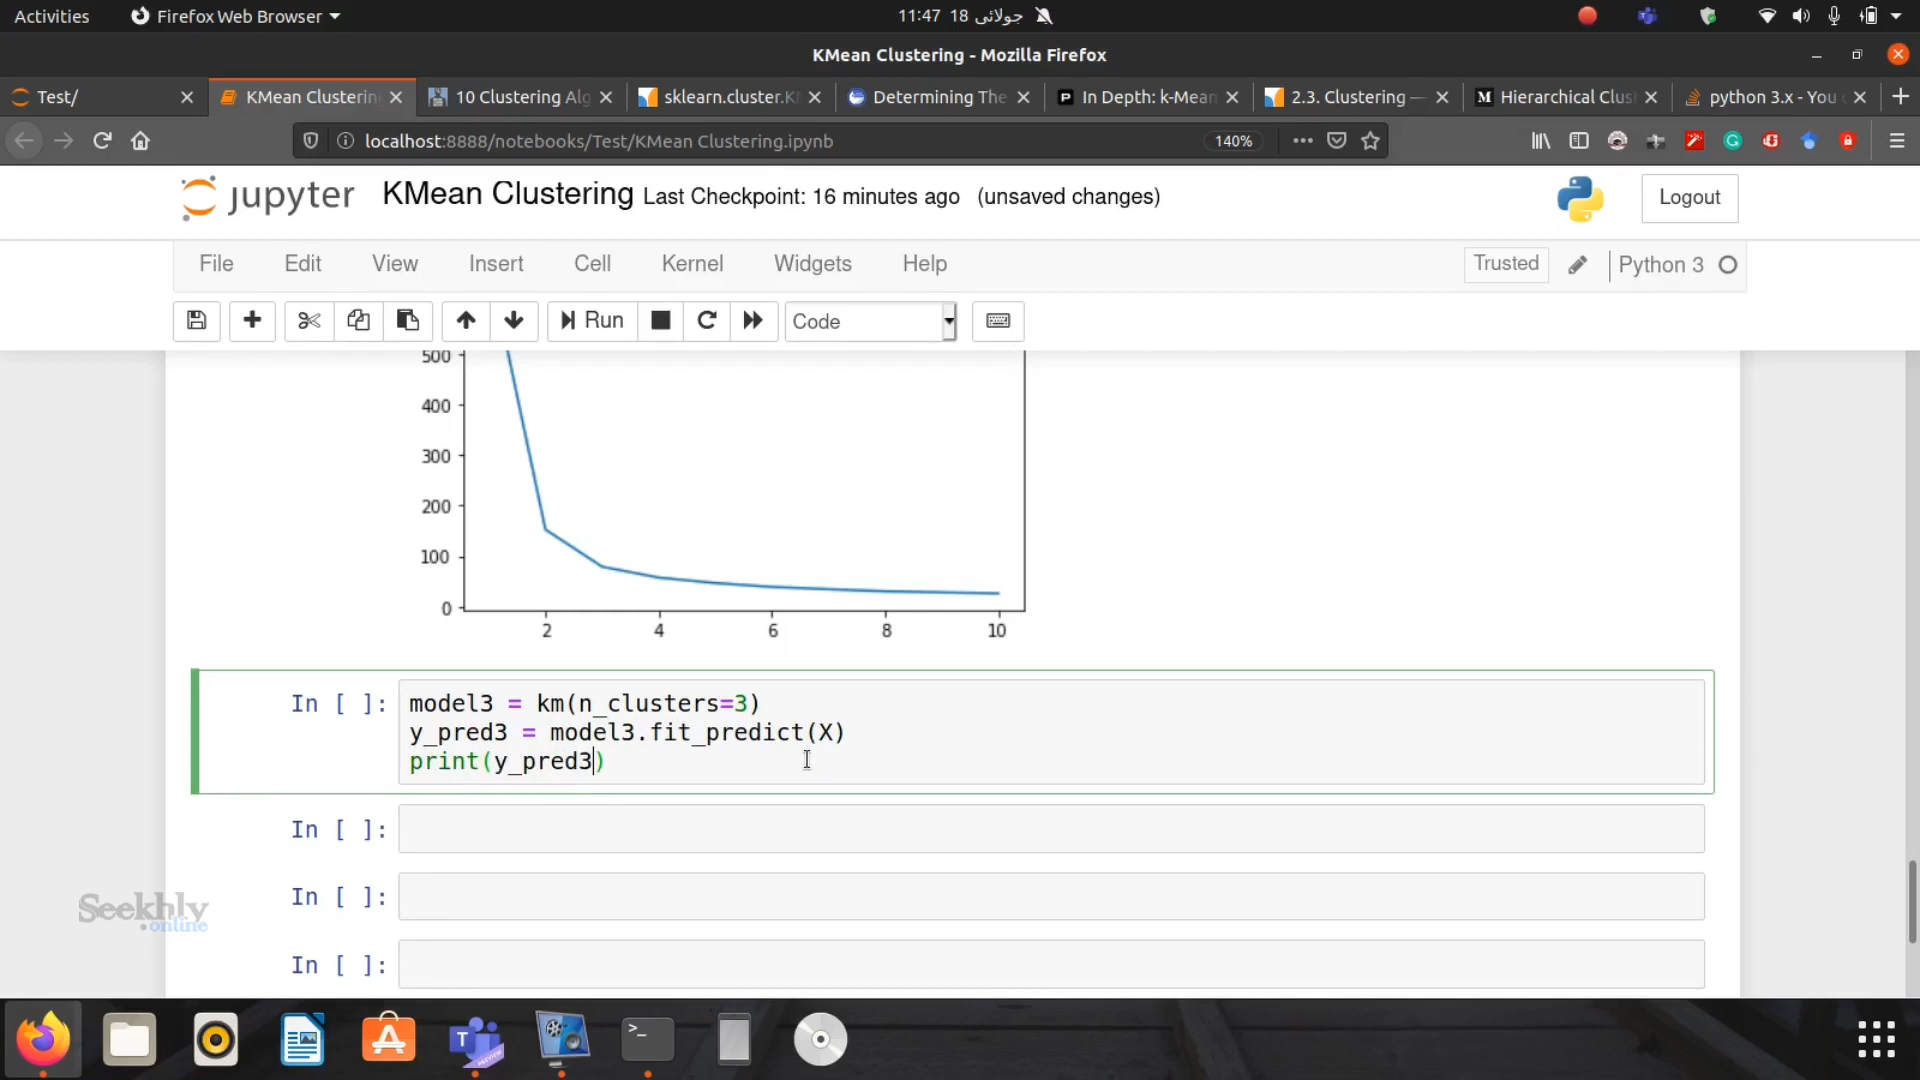 Activities Firefox Web Browser 11:47 18 جولائی
KMean Clustering - Mozilla Firefox
Test/ KMean Clusterin 10 Clustering Alg sklearn.cluster.K Determining The In Depth: k-Mean 2.3. Clustering — Hierarchical Clus python 3.x - You
localhost:8888/notebooks/Test/KMean Clustering.ipynb 140%
jupyter KMean Clustering Last Checkpoint: 16 minutes ago (unsaved changes) Logout
File Edit View Insert Cell Kernel Widgets Help Trusted Python 3
Run Code
500
400
300
200
100
0
2 4 6 8 10
In [ ]: model3 = km(n_clusters=3)
y_pred3 = model3.fit_predict(X)
print(y_pred3)
In [ ]:
In [ ]:
Seekhly
.online
In [ ]: